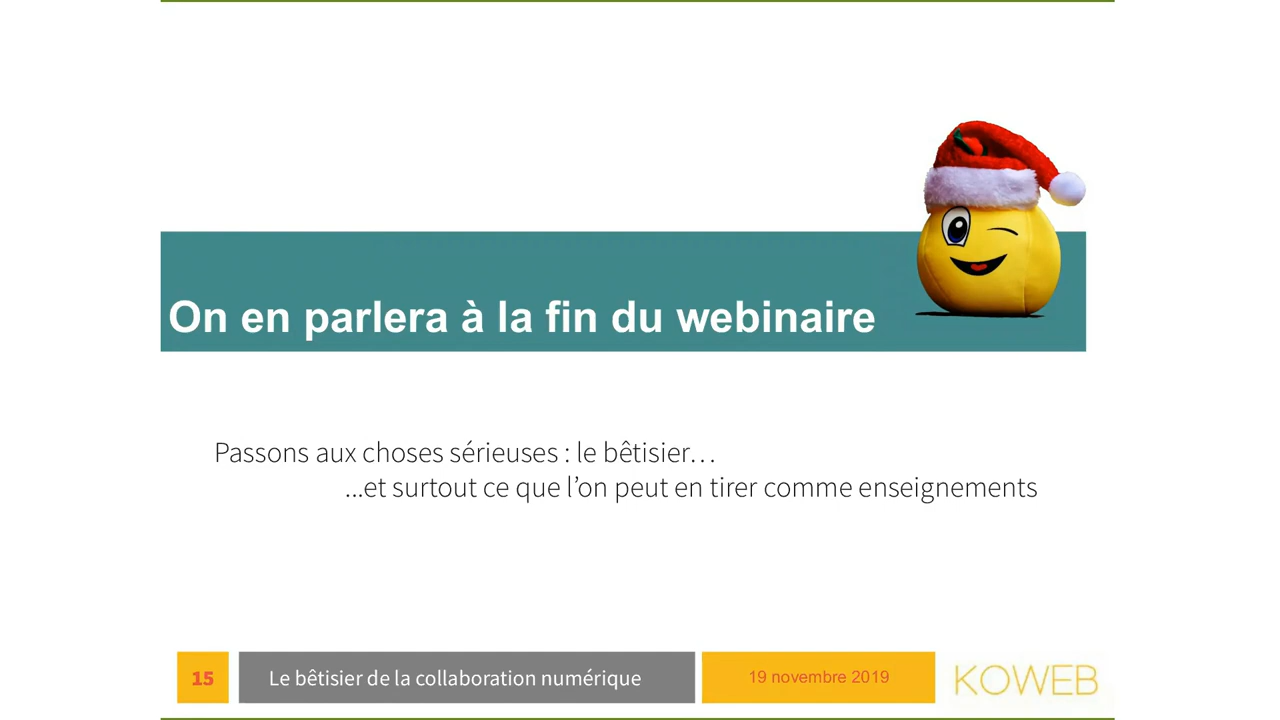 On en parlera à la fin du webinaire
Passons aux choses sérieuses : le bêtisier…
...et surtout ce que l’on peut en tirer comme enseignements
15
Le bêtisier de la collaboration numérique
19 novembre 2019
KOWEB